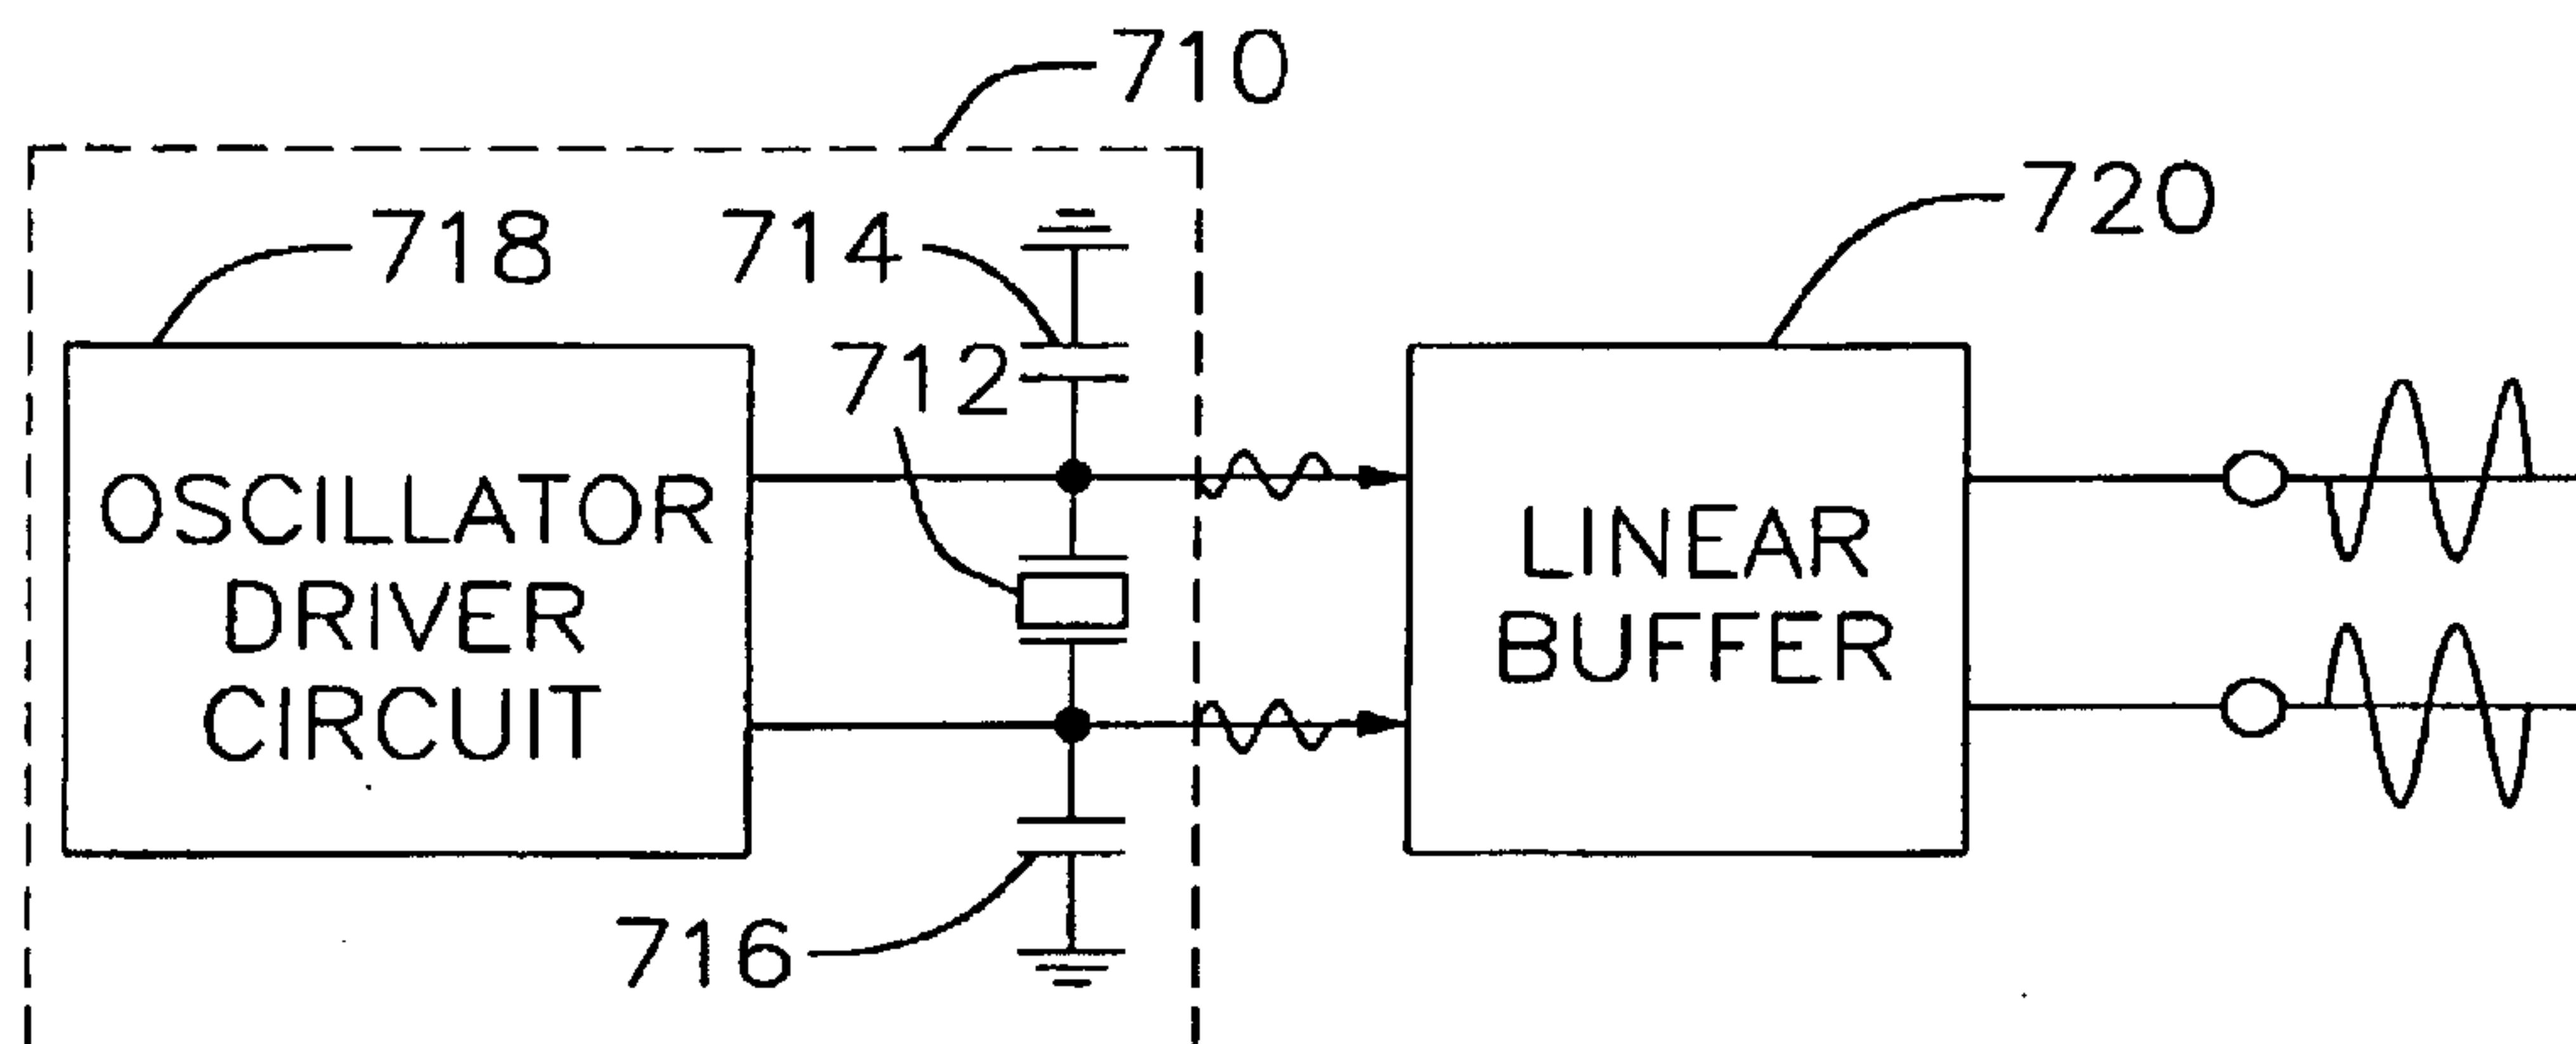 710
720
718
714
712
OSCILLATOR
DRIVER
CIRCUIT
LINEAR
BUFFER
716